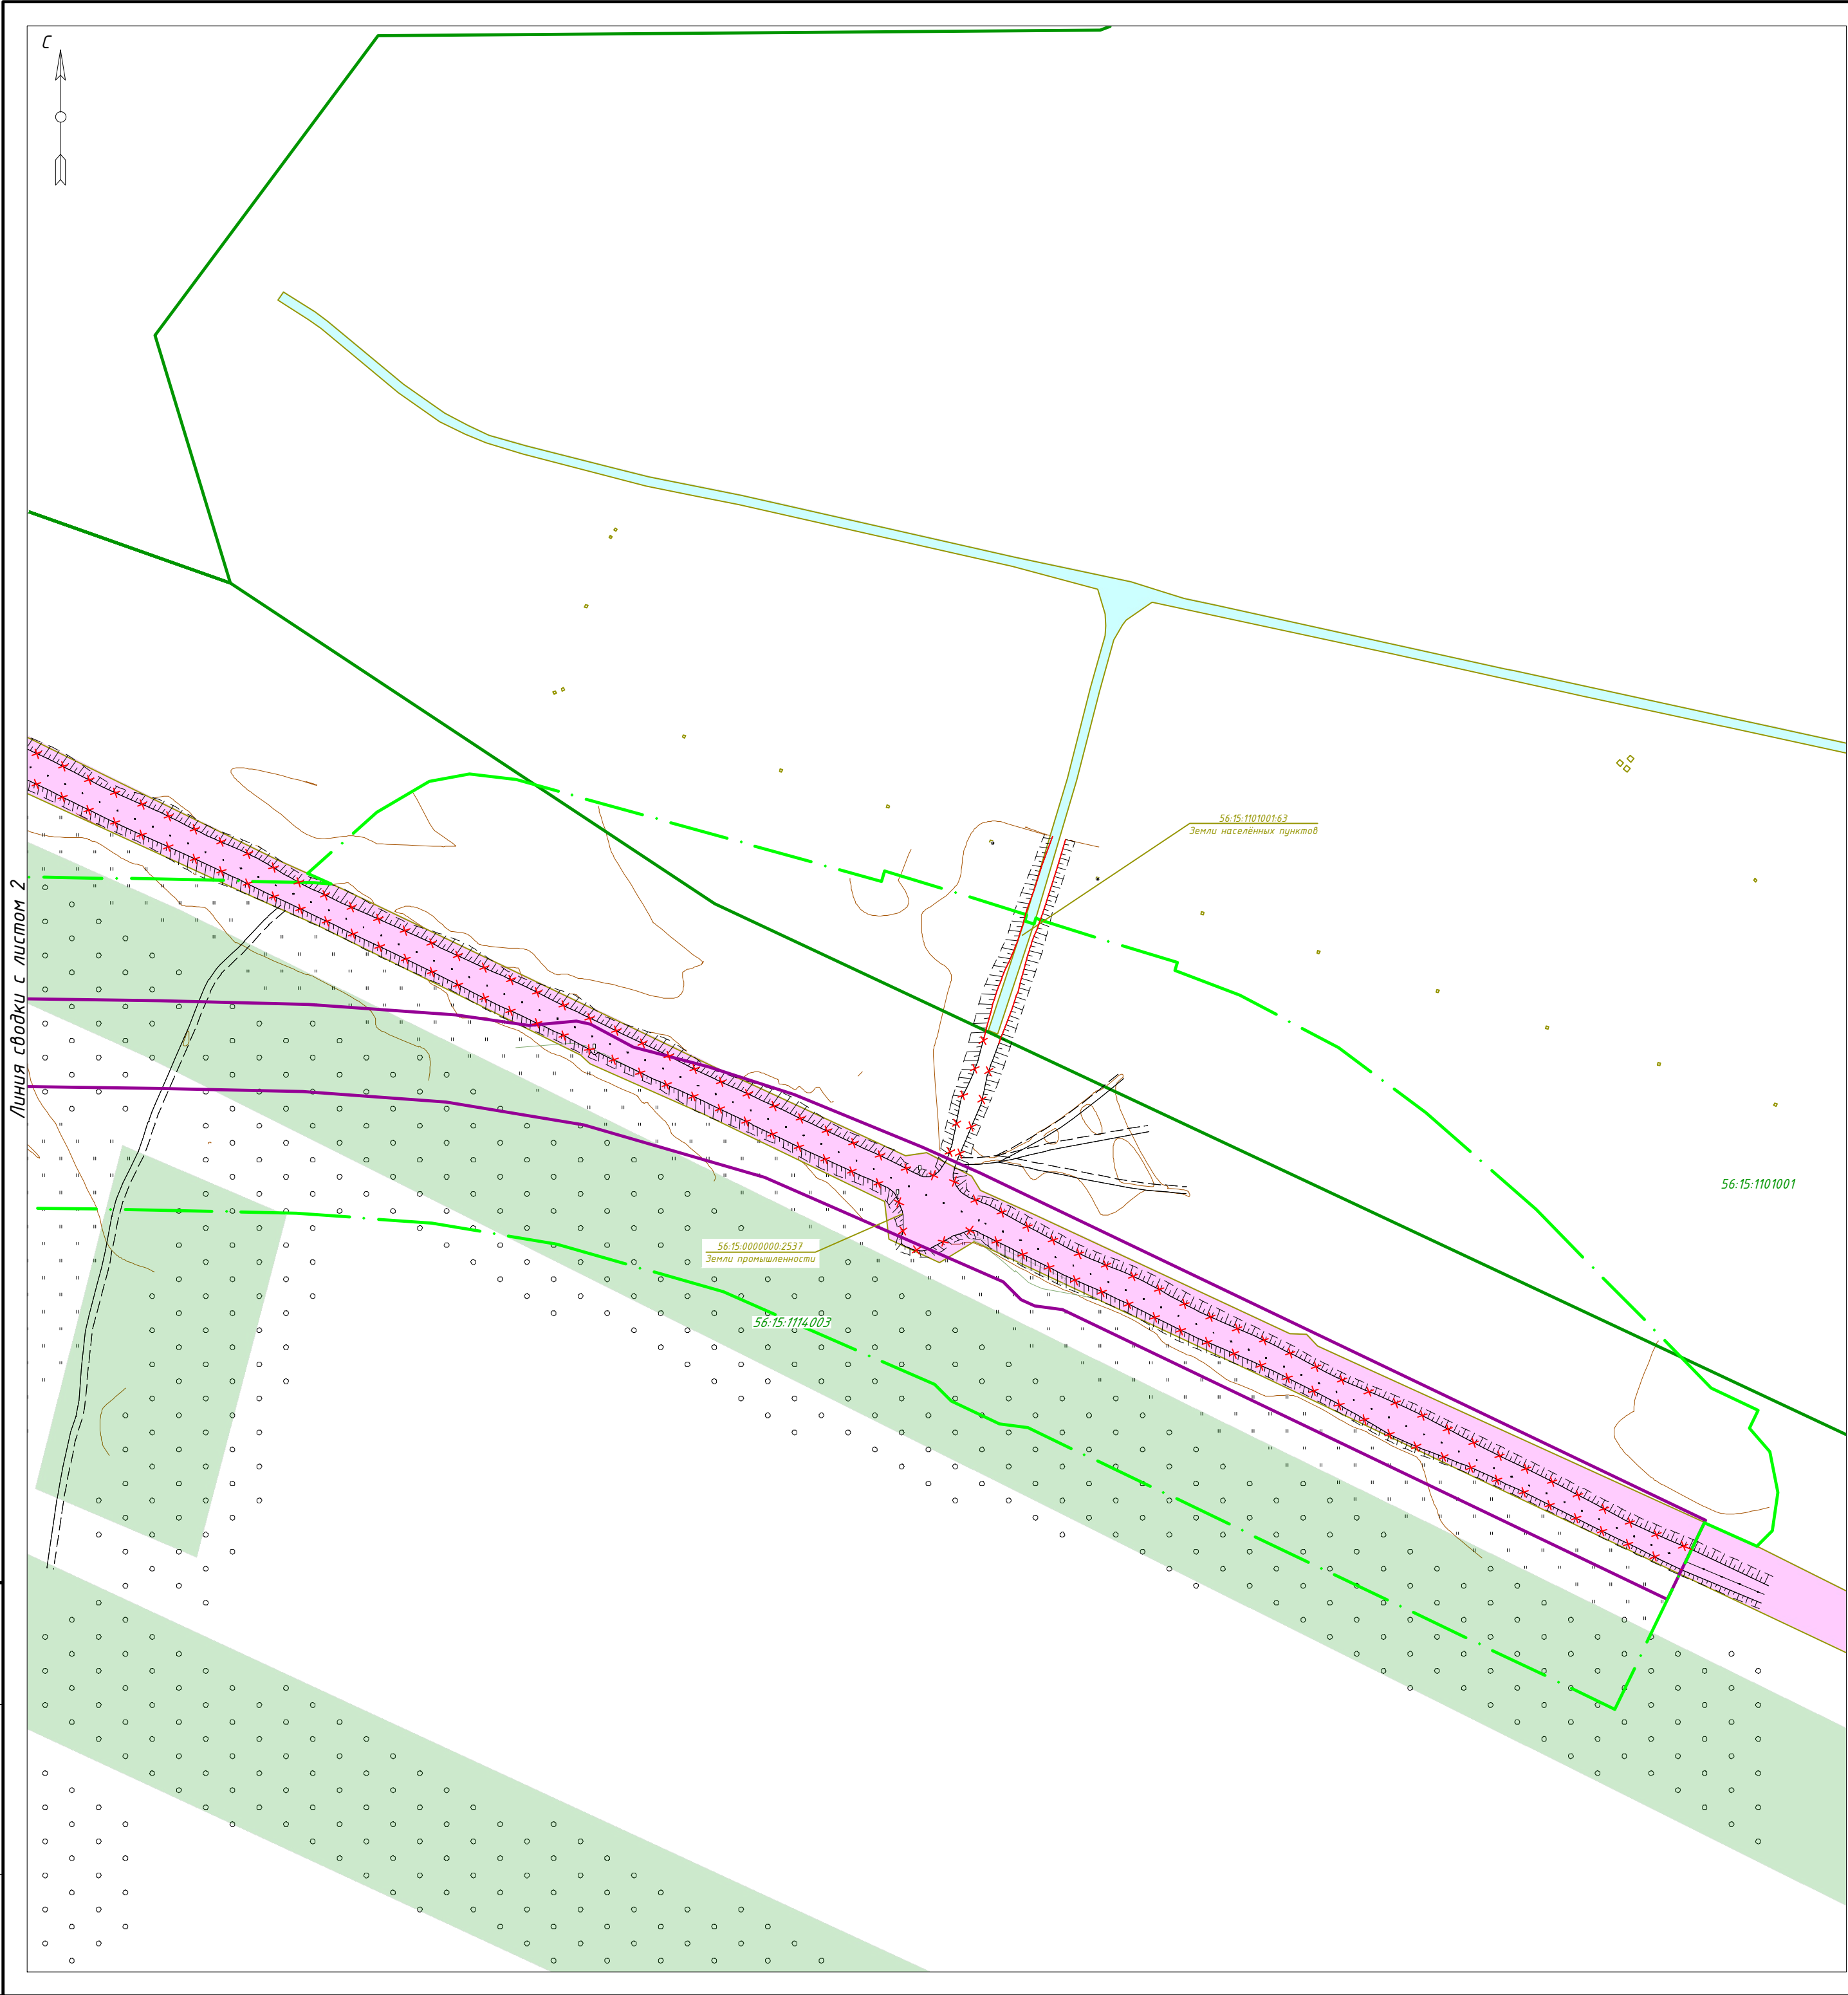 С
56:15:1101001:63
Земли населённых пунктов
Линия сводки с листом 2
56:15:1101001
56:15:0000000:2537
Земли промышленности
56:15:1114003